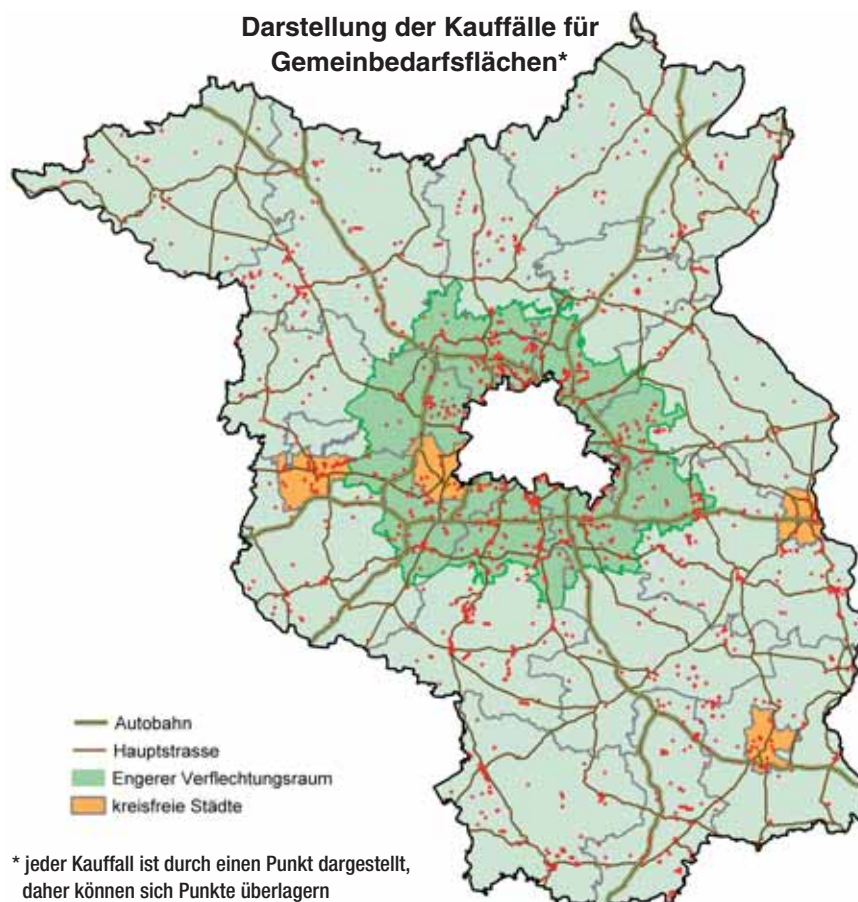 Darstellung der Kauffälle für
Gemeinbedarfsflächen*
Autobahn
Hauptstrasse
Engerer Verflechtungsraum
kreisfreie Städte
* jeder Kauffall ist durch einen Punkt dargestellt,
daher können sich Punkte überlagern